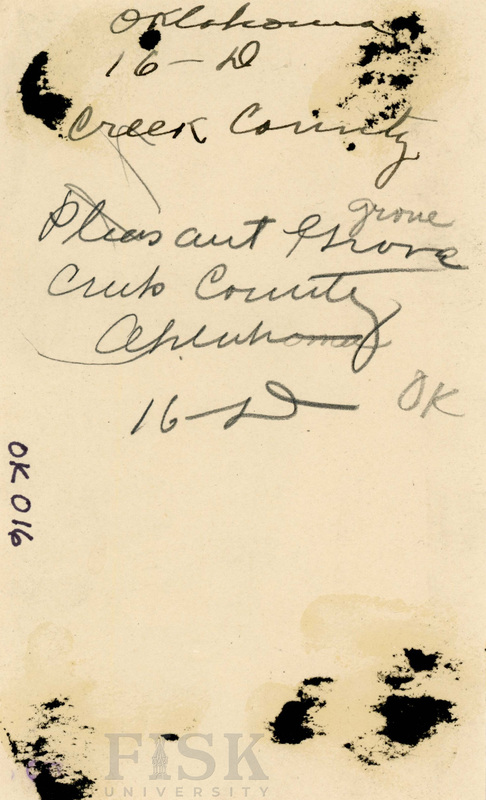 Oklahoma
16-D
Creek County
grove
Pleasant Grove
Creek County
Oklahoma
16-D
OK
OK 016
FISK
UNIVERSITY